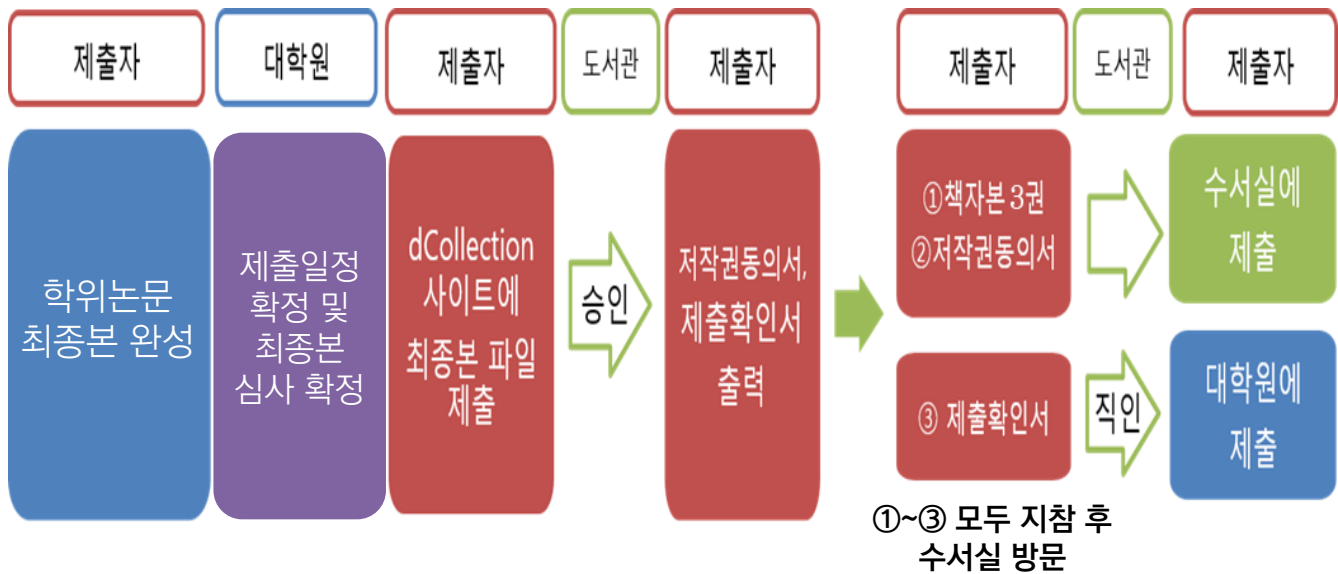 제출자
대학원
제출자
도서관
제출자
제출자
도서관
제출자
학위논문
최종본 완성
제출일정
확정 및
최종본
심사 확정
dCollection
사이트에
최종본 파일
제출
승인
저작권동의서,
제출확인서
출력
①책자본 3권
②저작권동의서
수서실에
제출
③ 제출확인서
직인
대학원에
제출
①~③ 모두 지참 후
수서실 방문